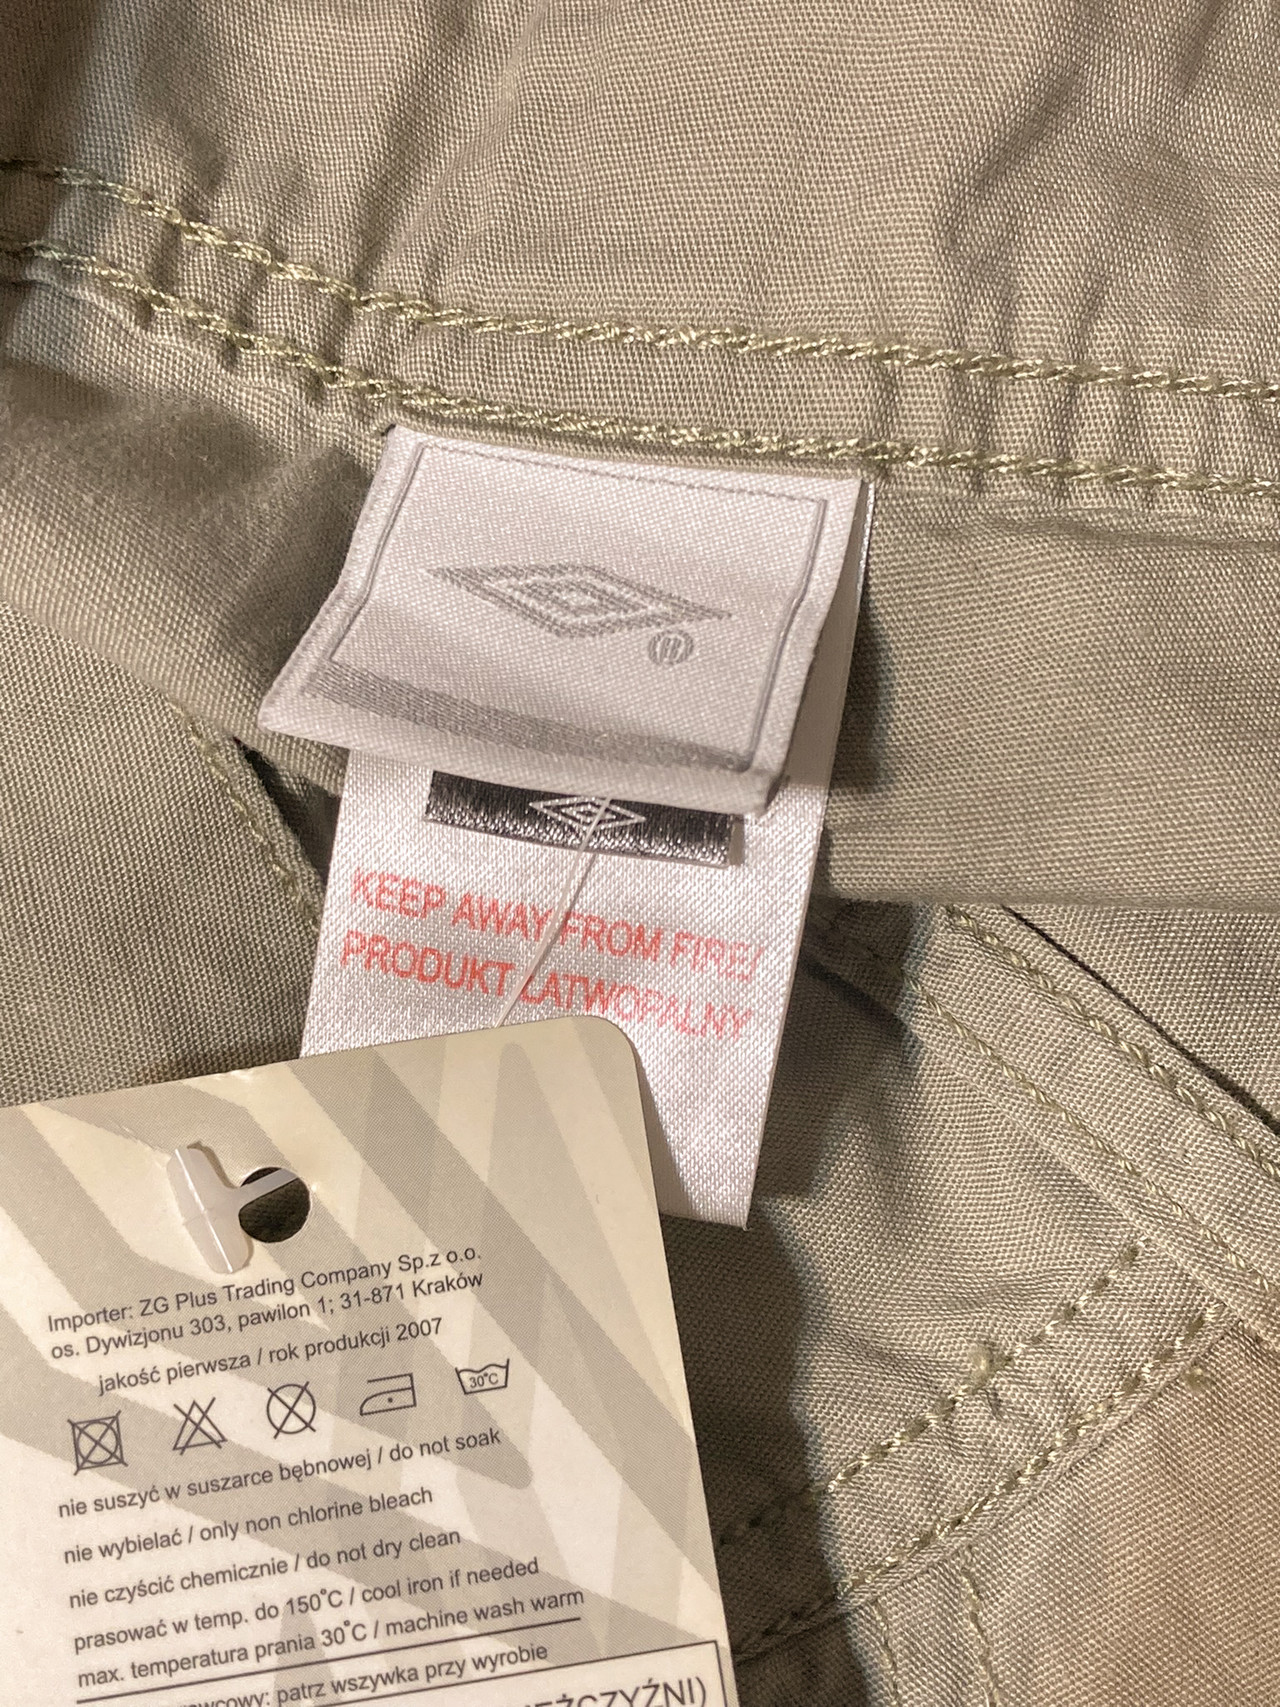 ®
KEEP AWAY FROM FIRE/
PRODUKT ŁATWOPALNY
Importer: ZG Plus Trading Company Sp.z o.o.
os. Dywizjonu 303, pawilon 1; 31-871 Kraków
jakość pierwsza / rok produkcji 2007
30°C
nie suszyć w suszarce bębnowej / do not soak
nie wybielać / only non chlorine bleach
nie czyścić chemicznie / do not dry clean
prasować w temp. do 150°C / cool iron if needed
max. temperatura prania 30°C / machine wash warm
patrz wszywka przy wyrobie